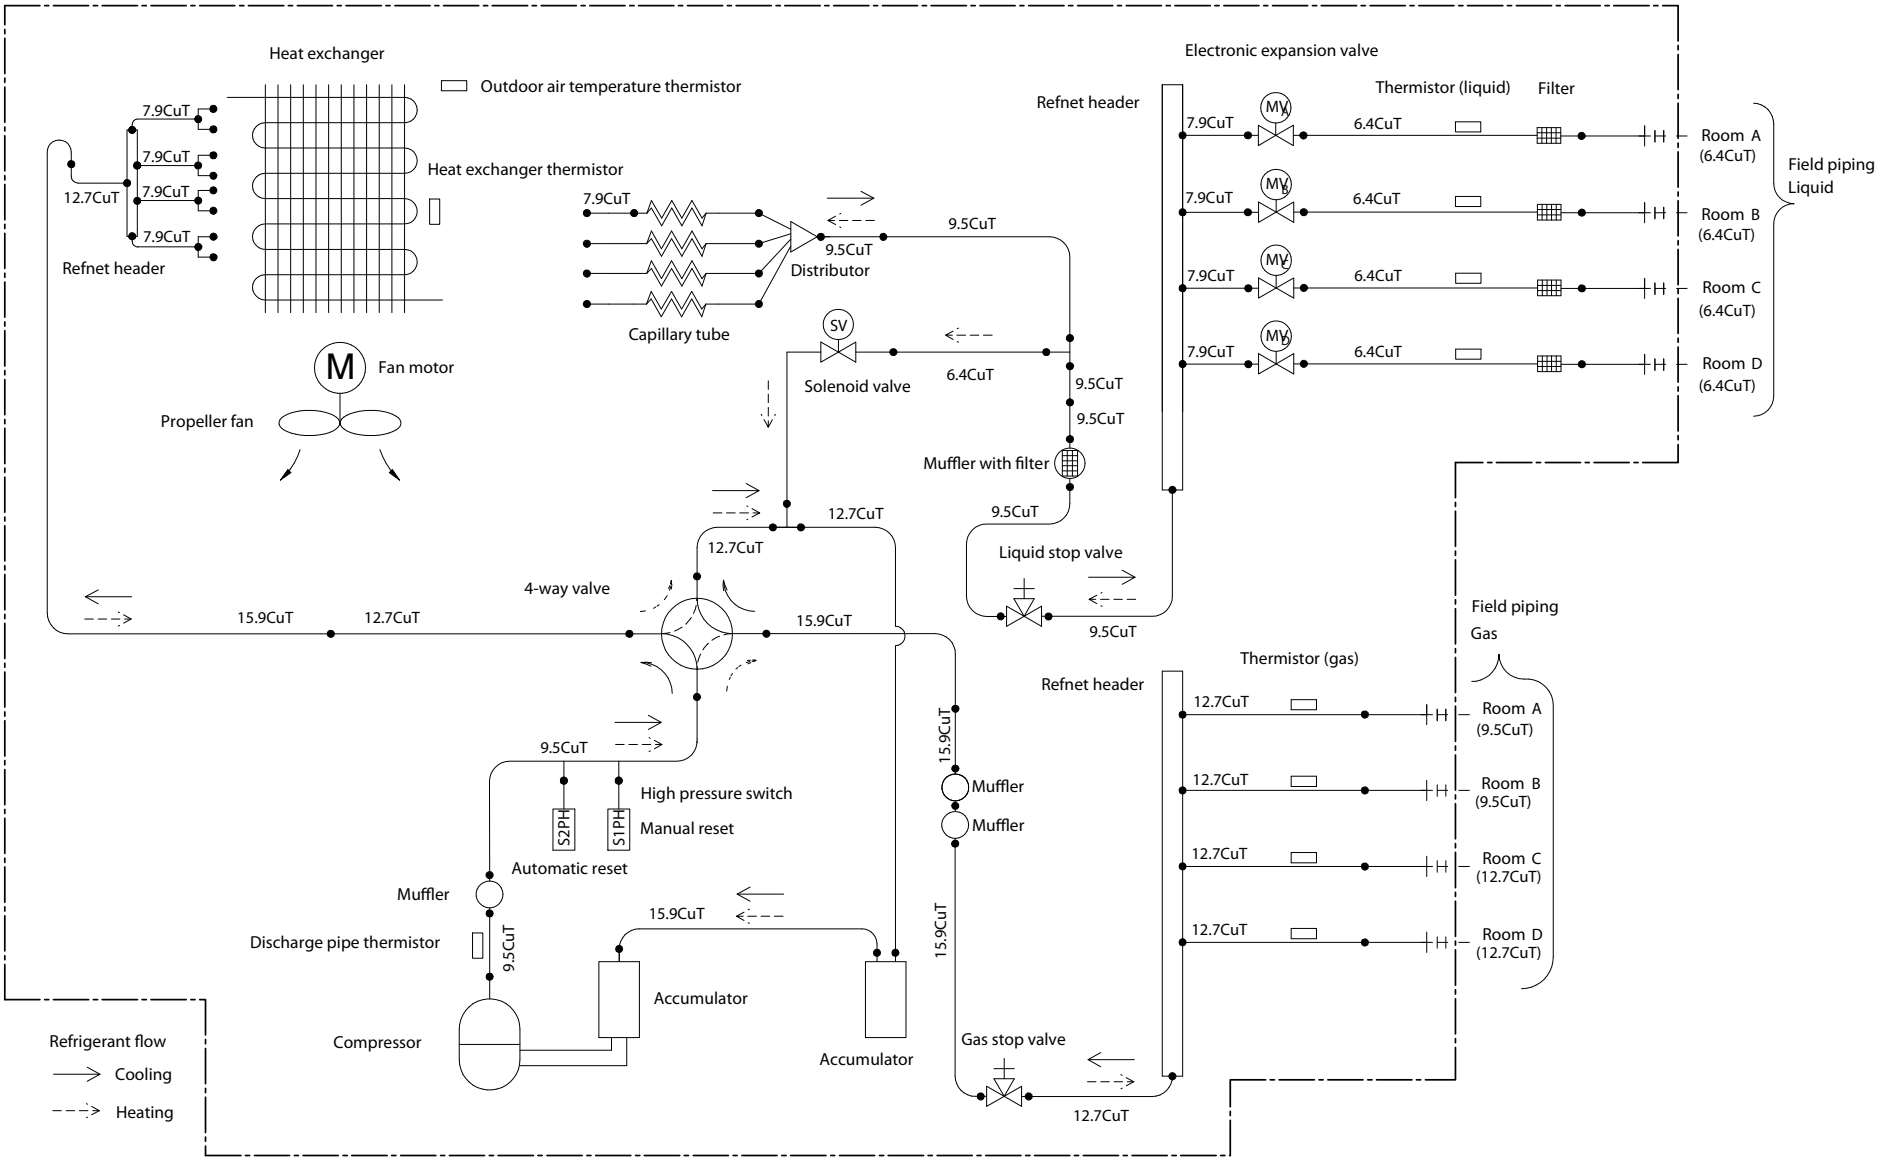 Heat exchanger
Outdoor air temperature thermistor
7.9CuT
7.9CuT
7.9CuT
7.9CuT
12.7CuT
Refnet header
Heat exchanger thermistor
7.9CuT
Capillary tube
9.5CuT
Distributor
9.5CuT
M
Fan motor
Propeller fan
SV
Solenoid valve
6.4CuT
9.5CuT
9.5CuT
Muffler with filter
9.5CuT
Liquid stop valve
9.5CuT
Electronic expansion valve
Refnet header
Thermistor (liquid)
Filter
7.9CuT
MVA
6.4CuT
Room A
(6.4CuT)
7.9CuT
MVB
6.4CuT
Room B
(6.4CuT)
7.9CuT
MVC
6.4CuT
Room C
(6.4CuT)
7.9CuT
MVD
6.4CuT
Room D
(6.4CuT)
Field piping
Liquid
12.7CuT
12.7CuT
4-way valve
15.9CuT
12.7CuT
15.9CuT
9.5CuT
S2PH
S1PH
High pressure switch
Manual reset
Automatic reset
Muffler
Discharge pipe thermistor
9.5CuT
Compressor
15.9CuT
Accumulator
Accumulator
15.9CuT
Muffler
Muffler
15.9CuT
Gas stop valve
12.7CuT
Refnet header
Thermistor (gas)
Field piping
Gas
12.7CuT
Room A
(9.5CuT)
12.7CuT
Room B
(9.5CuT)
12.7CuT
Room C
(12.7CuT)
12.7CuT
Room D
(12.7CuT)
Refrigerant flow
Cooling
Heating